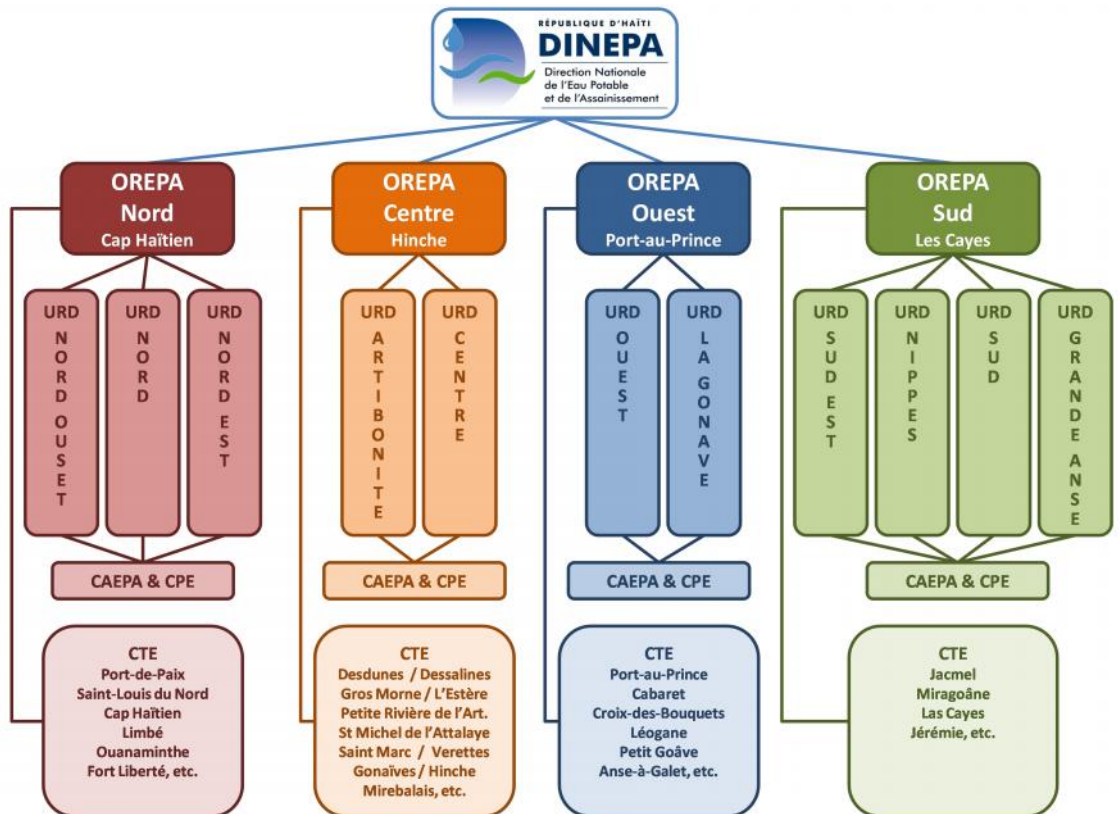 RÉPUBLIQUE D'HAÏTI
DINEPA
Direction Nationale
de l'Eau Potable
et de l'Assainissement
OREPA
Nord
Cap Haïtien
OREPA
Centre
Hinche
OREPA
Ouest
Port-au-Prince
OREPA
Sud
Les Cayes
URD
NORD OUSET
URD
NORD
URD
NORD EST
URD
ARTIBONITE
URD
CENTRE
URD
OUEST
URD
LA GONAVE
URD
SUD EST
URD
NIPPES
URD
SUD
URD
GRANDE ANSE
CAEPA & CPE
CAEPA & CPE
CAEPA & CPE
CAEPA & CPE
CTE
Port-de-Paix
Saint-Louis du Nord
Cap Haïtien
Limbé
Ouanaminthe
Fort Liberté, etc.
CTE
Desdunes / Dessalines
Gros Morne / L'Estère
Petite Rivière de l'Art.
St Michel de l'Attalaye
Saint Marc / Verettes
Gonaïves / Hinche
Mirebalais, etc.
CTE
Port-au-Prince
Cabaret
Croix-des-Bouquets
Léogane
Petit Goâve
Anse-à-Galet, etc.
CTE
Jacmel
Miragoâne
Las Cayes
Jérémie, etc.